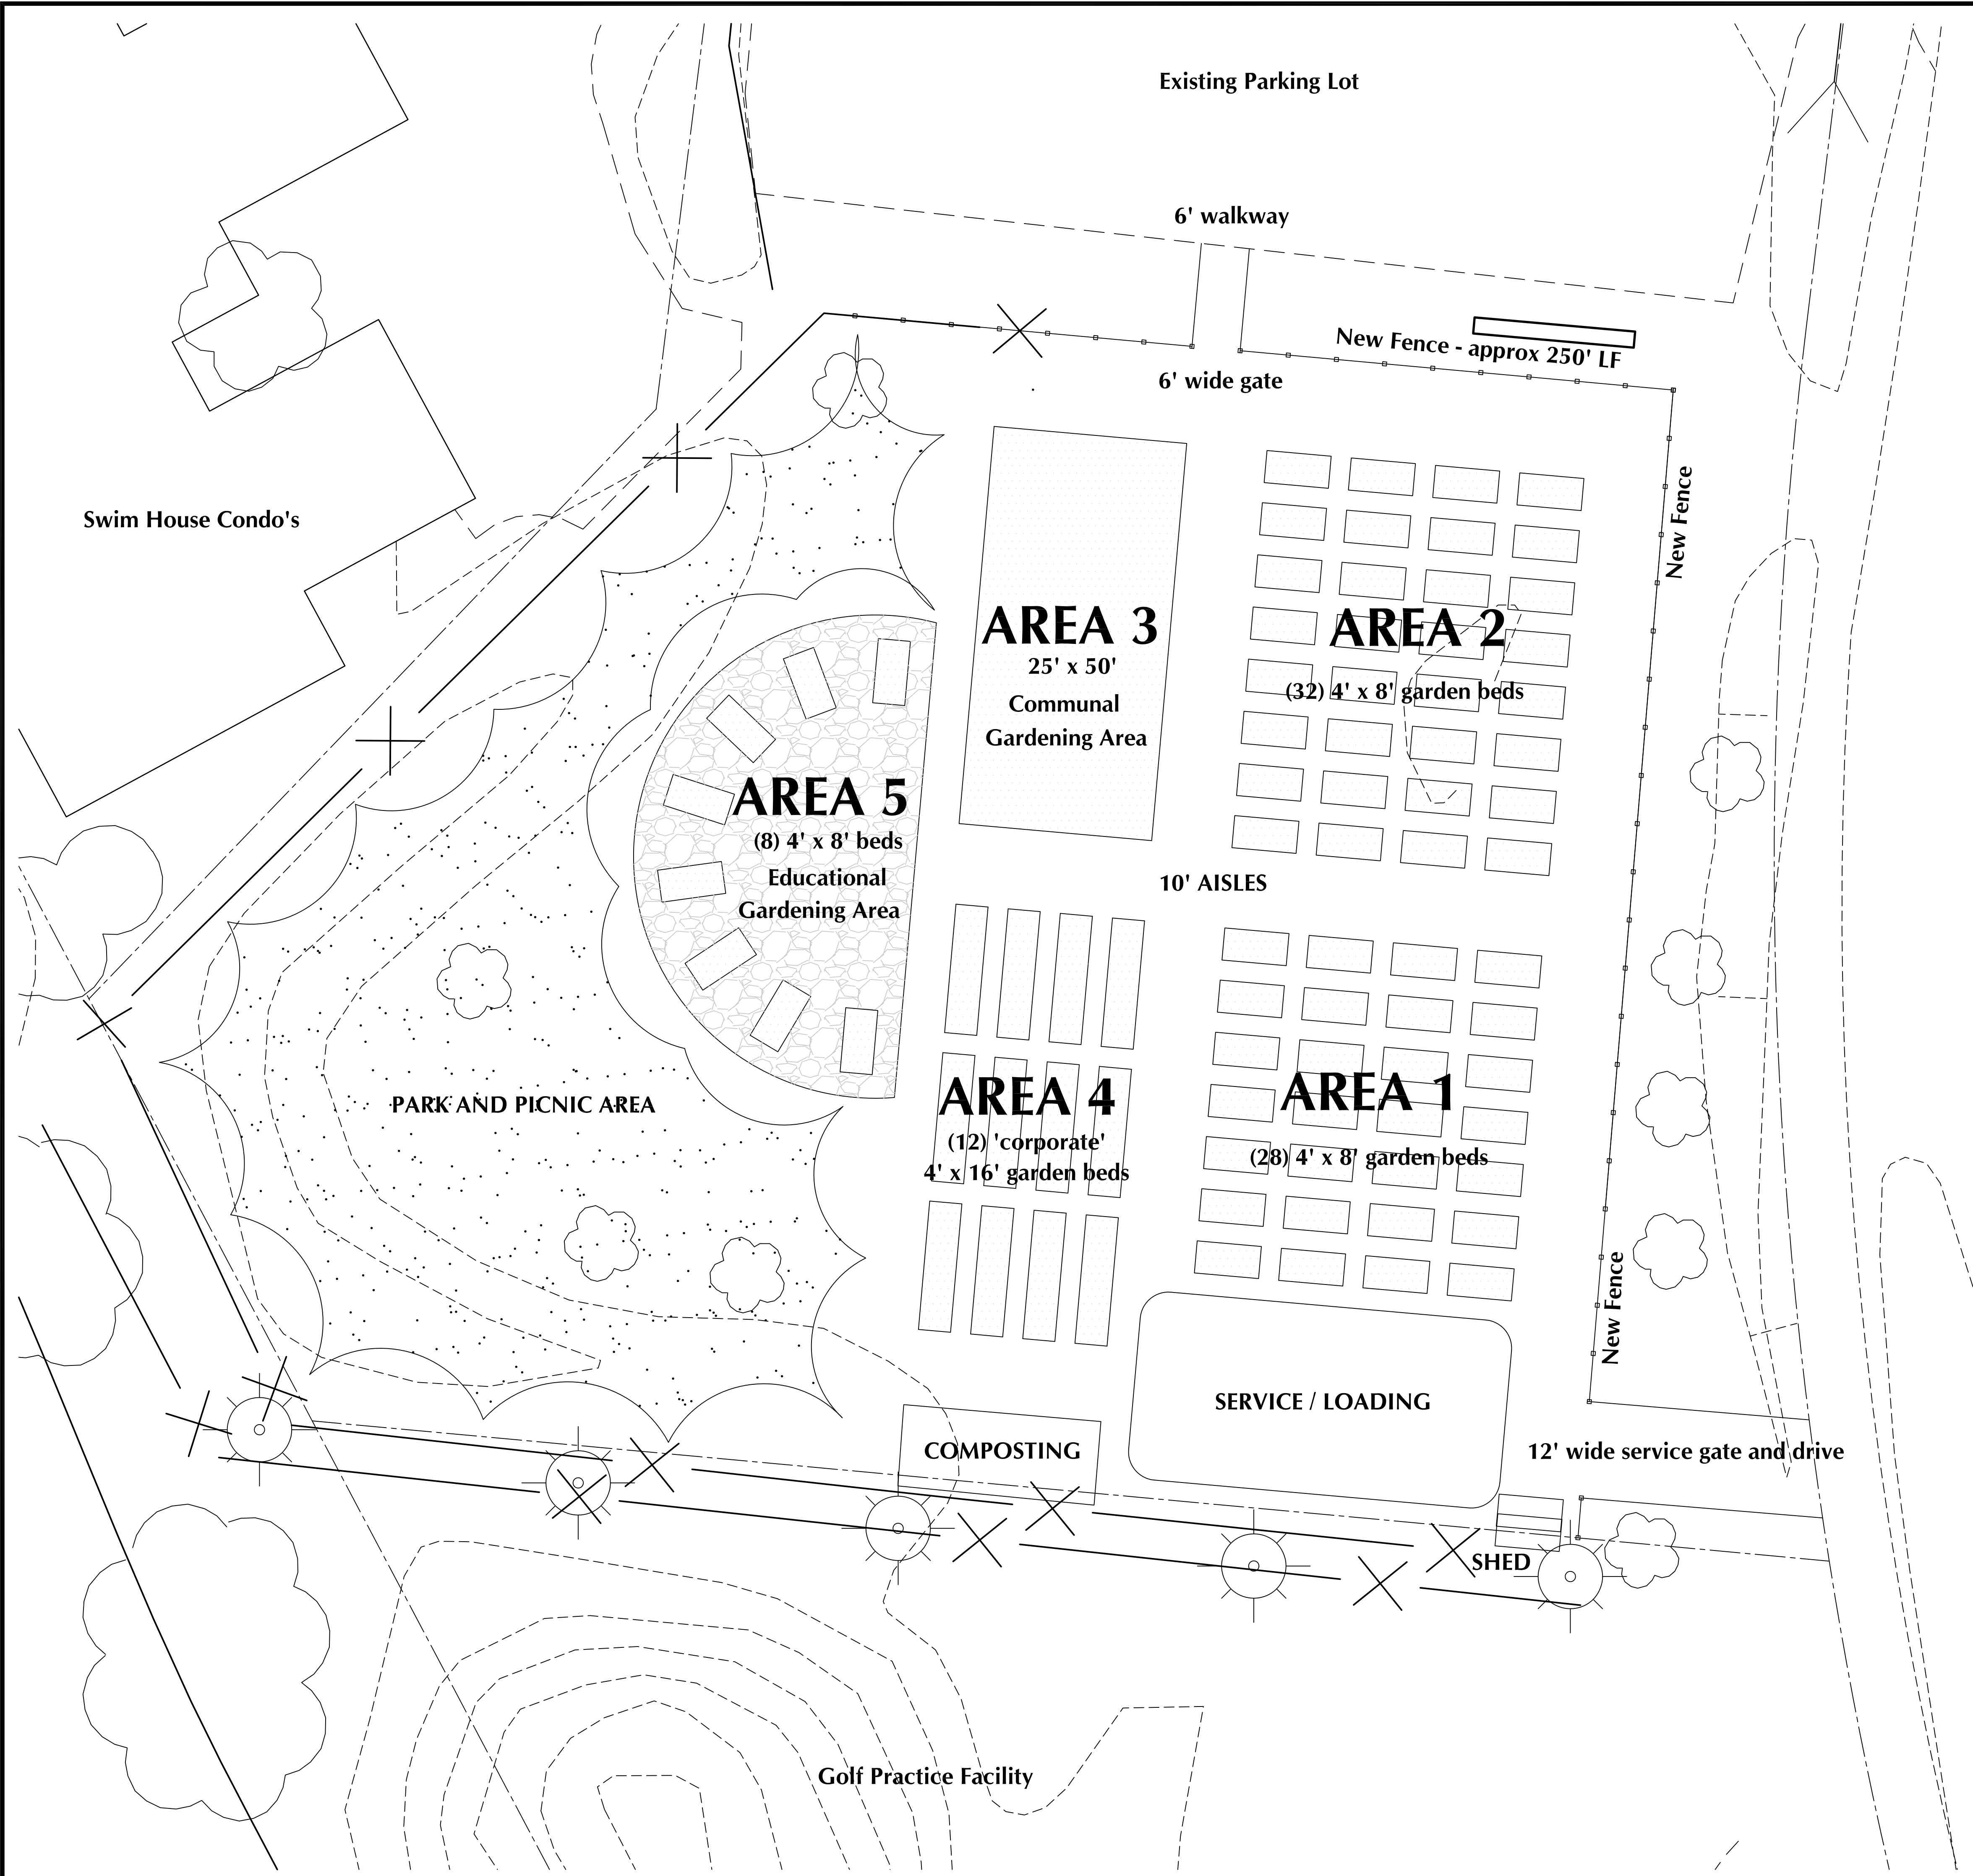 Existing Parking Lot
6' walkway
New Fence - approx 250' LF
6' wide gate
New Fence
Swim House Condo's
AREA 3
25' x 50'
Communal
Gardening Area
AREA 2
(32) 4' x 8' garden beds
AREA 5
(8) 4' x 8' beds
Educational
Gardening Area
10' AISLES
PARK AND PICNIC AREA
AREA 4
(12) 'corporate'
4' x 16' garden beds
AREA 1
(28) 4' x 8' garden beds
New Fence
SERVICE / LOADING
COMPOSTING
12' wide service gate and drive
SHED
Golf Practice Facility